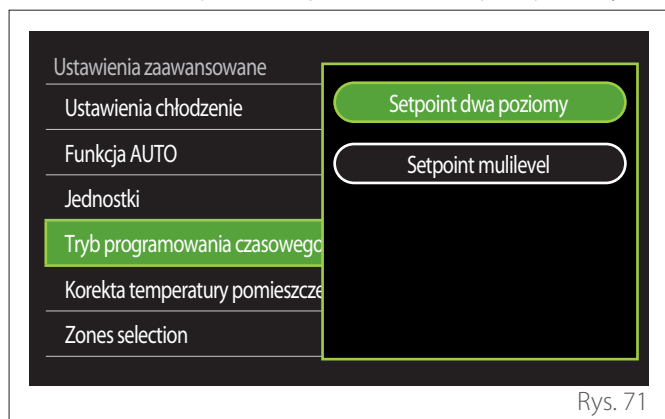 Ustawienia zaawansowane
Ustawienia chłodzenie
Funkcja AUTO
Jednostki
Tryb programowania czasowego
Korekta temperatury pomieszcze
Zones selection
Setpoint dwa poziomy
Setpoint mulilevel
Rys. 71